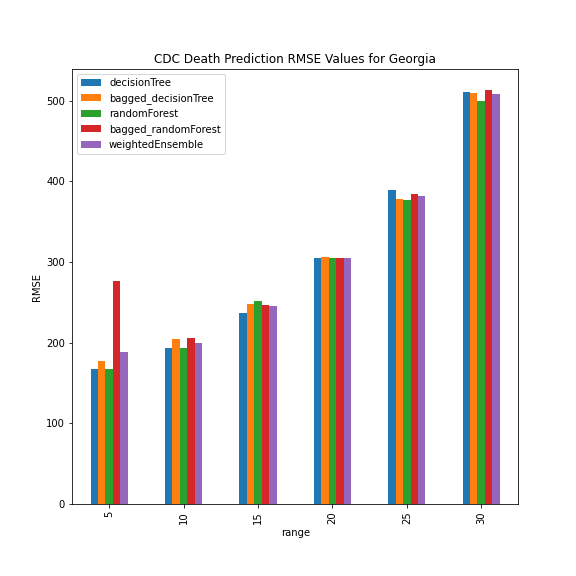 CDC Death Prediction RMSE Values for Georgia
decisionTree
bagged_decisionTree
randomForest
bagged_randomForest
weightedEnsemble
500
400
300
200
100
0
RMSE
5
10
15
20
25
30
range